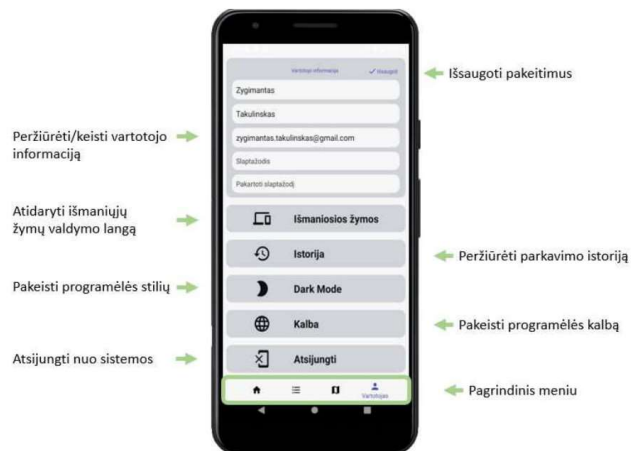 Vartotojo informacija
Išsaugoti
Išsaugoti pakeitimus
Zygimantas
Takulinskas
Peržiūrėti/keisti vartotojo
informaciją
zygimantas.takulinskas@gmail.com
Slaptažodis
Pakartoti slaptažodį
Atidaryti išmaniųjų
žymų valdymo langą
Išmaniosios žymos
Istorija
Peržiūrėti parkavimo istoriją
Pakeisti programėlės stilių
Dark Mode
Kalba
Pakeisti programėlės kalbą
Atsijungti nuo sistemos
Atsijungti
Vartotojas
Pagrindinis meniu